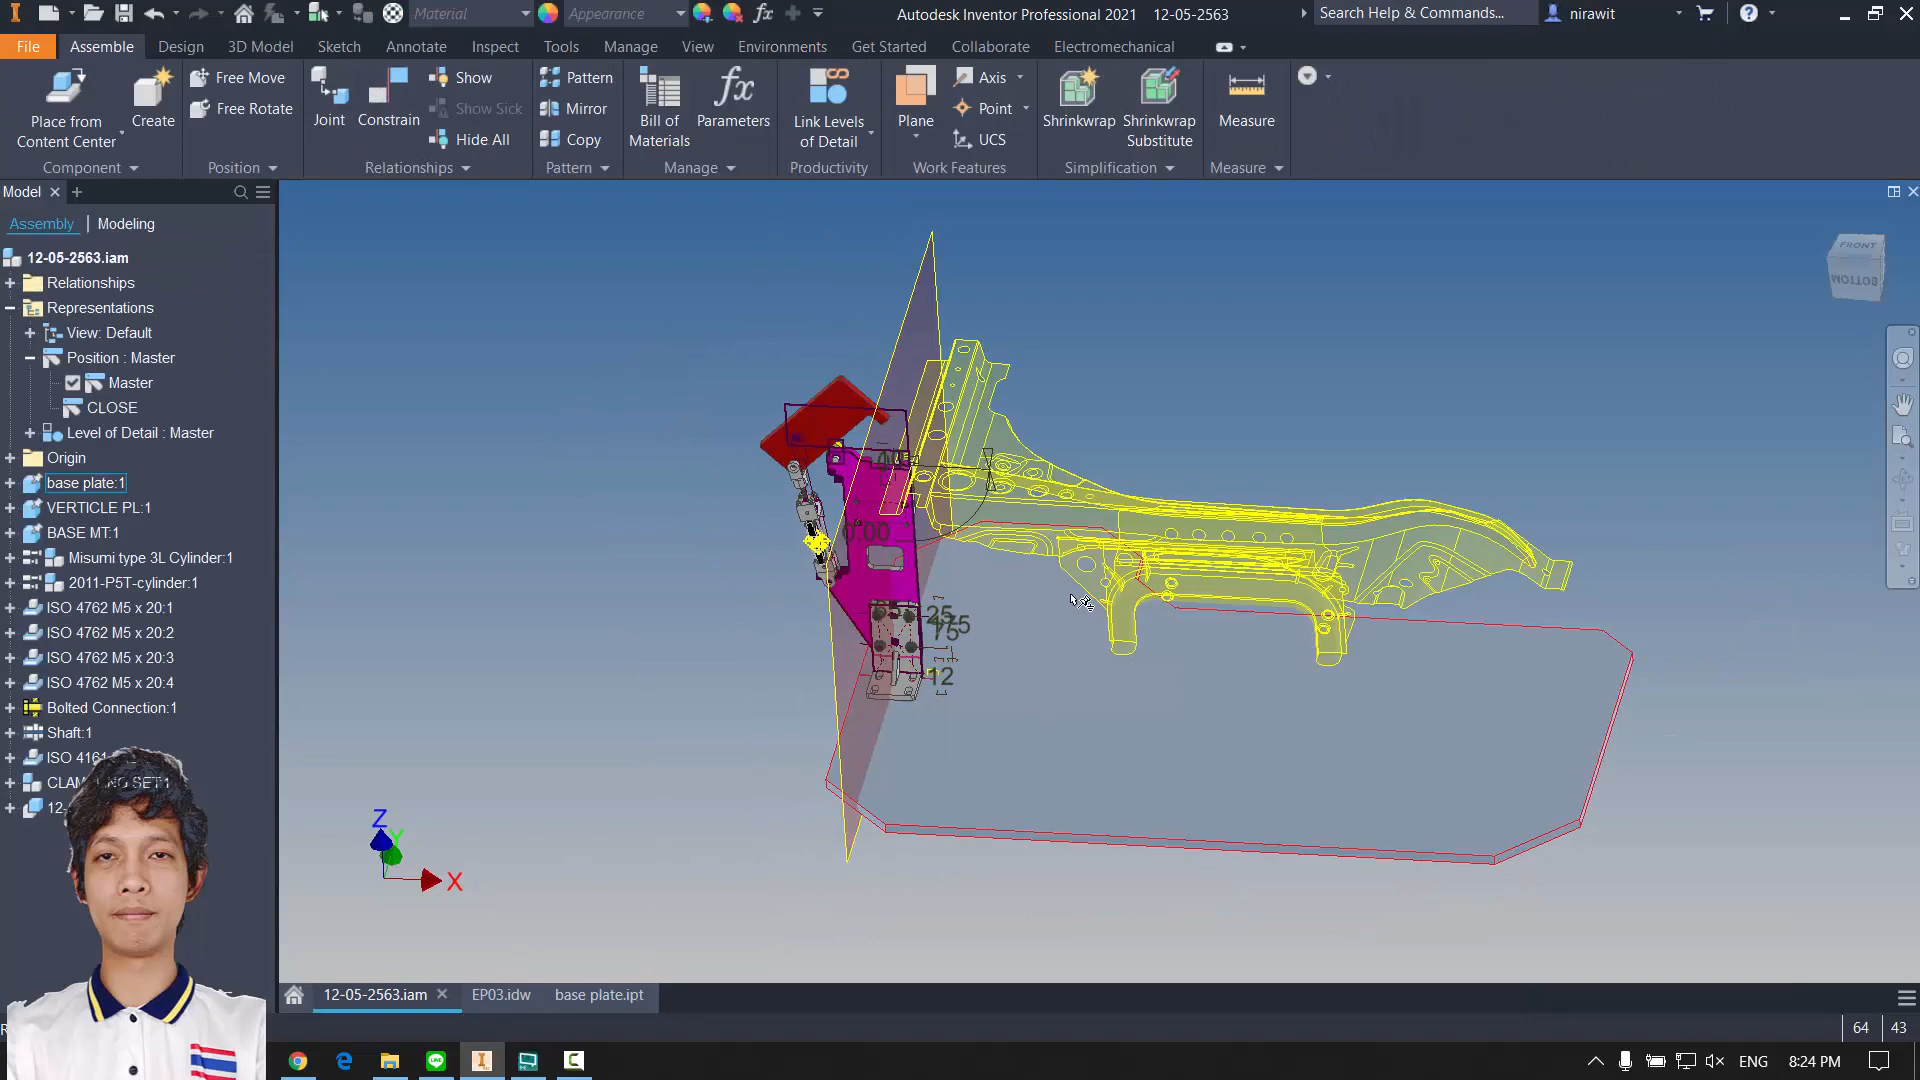 Material
Appearance
Autodesk Inventor Professional 2021 12-05-2563
Search Help & Commands...
nirawit
File
Assemble
Design
3D Model
Sketch
Annotate
Inspect
Tools
Manage
View
Environments
Get Started
Collaborate
Electromechanical
Place from Content Center
Create
Free Move
Free Rotate
Joint
Constrain
Show
Show Sick
Hide All
Pattern
Mirror
Copy
Bill of Materials
Parameters
Link Levels of Detail
Plane
Axis
Point
UCS
Shrinkwrap
Shrinkwrap Substitute
Measure
Component
Position
Relationships
Pattern
Manage
Productivity
Work Features
Simplification
Measure
Model
Assembly
Modeling
12-05-2563.iam
Relationships
Representations
View: Default
Position : Master
Master
CLOSE
Level of Detail : Master
Origin
base plate:1
VERTICLE PL:1
BASE MT:1
Misumi type 3L Cylinder:1
2011-P5T-cylinder:1
ISO 4762 M5 x 20:1
ISO 4762 M5 x 20:2
ISO 4762 M5 x 20:3
ISO 4762 M5 x 20:4
Bolted Connection:1
Shaft:1
ISO 4161
FRONT
BOTTOM
0.00
25
75
12
Z
Y
X
12-05-2563.iam
EP03.idw
base plate.ipt
64 43
ENG
8:24 PM